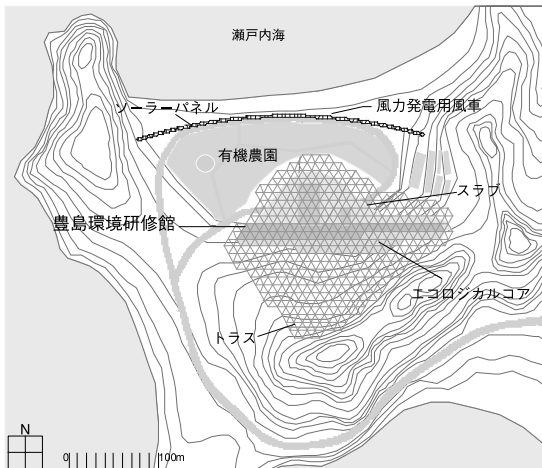 瀬戸内海
ソーラーパネル
風力発電用風車
有機農園
スラブ
豊島環境研修館
エコロジカルコア
トラス
N
0 100m